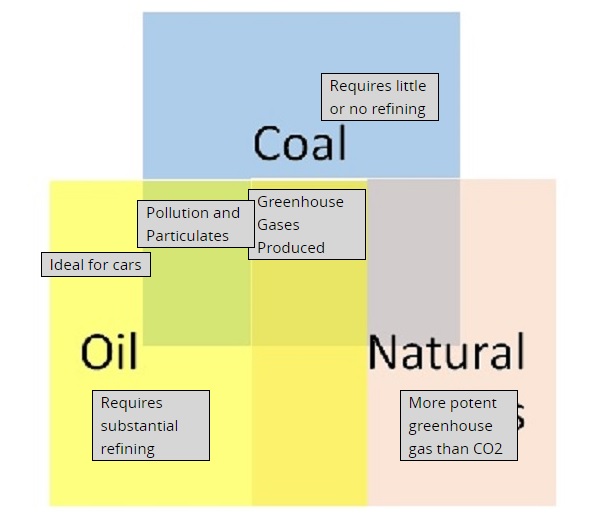 Requires little
or no refining
Coal
Pollution and
Particulates
Greenhouse
Gases
Produced
Ideal for cars
Oil
Natural
Requires
substantial
refining
More potent
greenhouse
gas than CO2